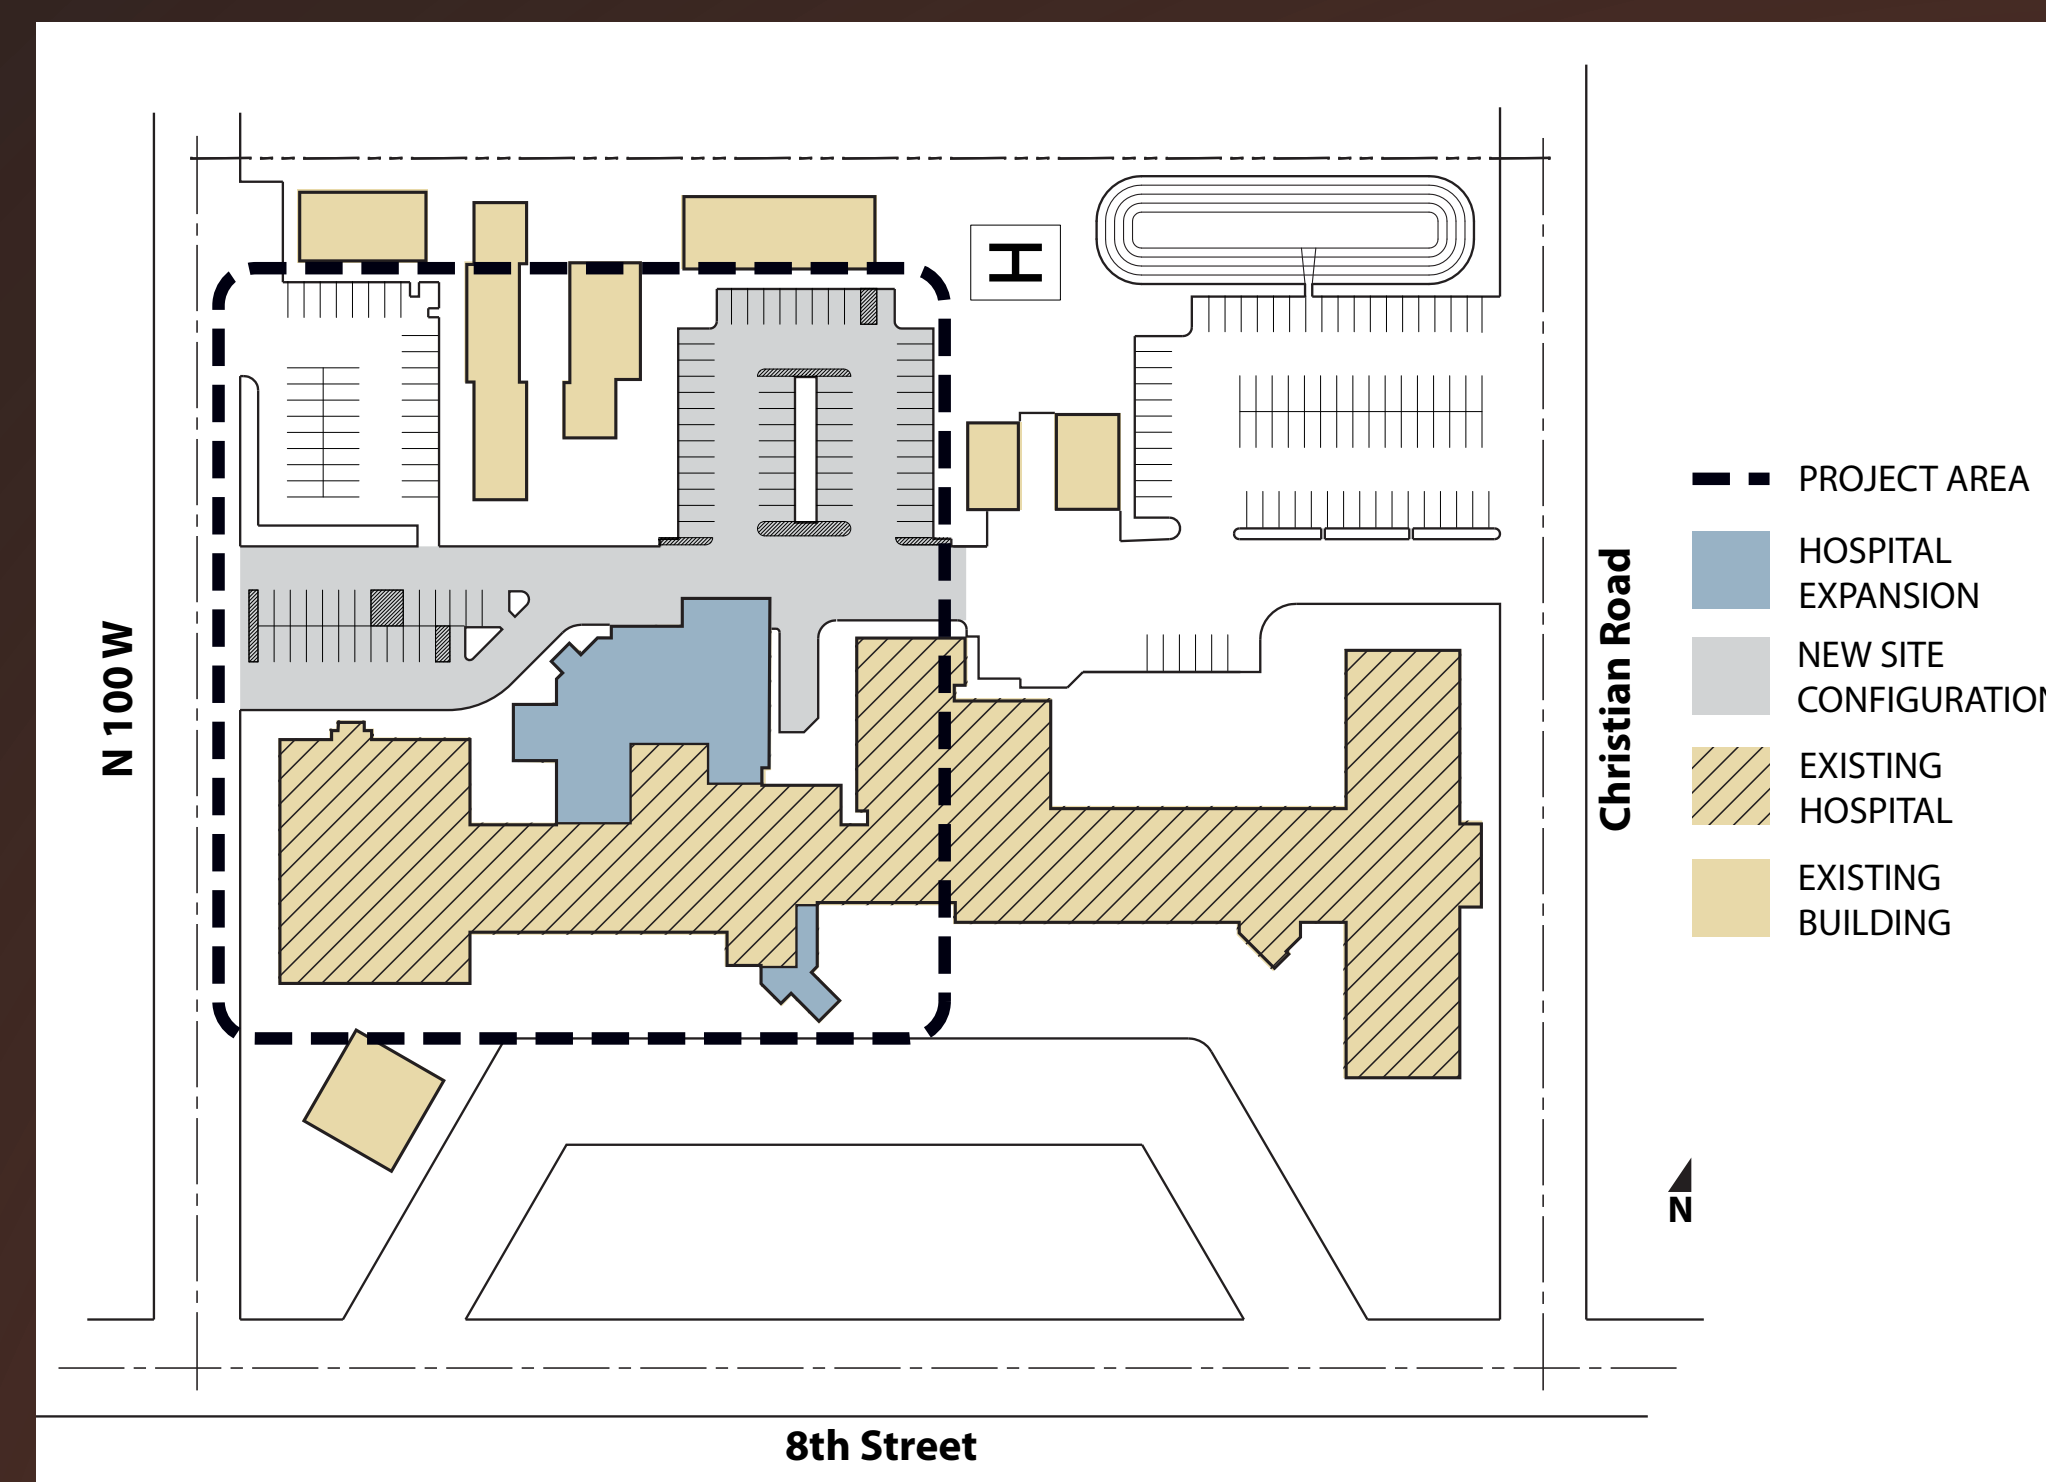 H
N 100 W
Christian Road
8th Street
PROJECT AREA
HOSPITAL
EXPANSION
NEW SITE
CONFIGURATION
EXISTING
HOSPITAL
EXISTING
BUILDING
N